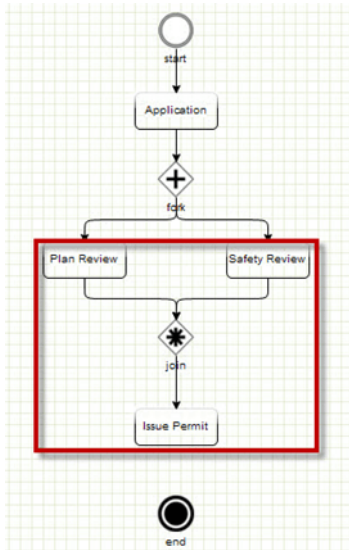 start
Application
fork
Plan Review
Safety Review
join
Issue Permit
end